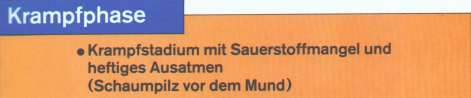 Krampfphase
● Krampfstadium mit Sauerstoffmangel und
heftiges Ausatmen
(Schaumpilz vor dem Mund)